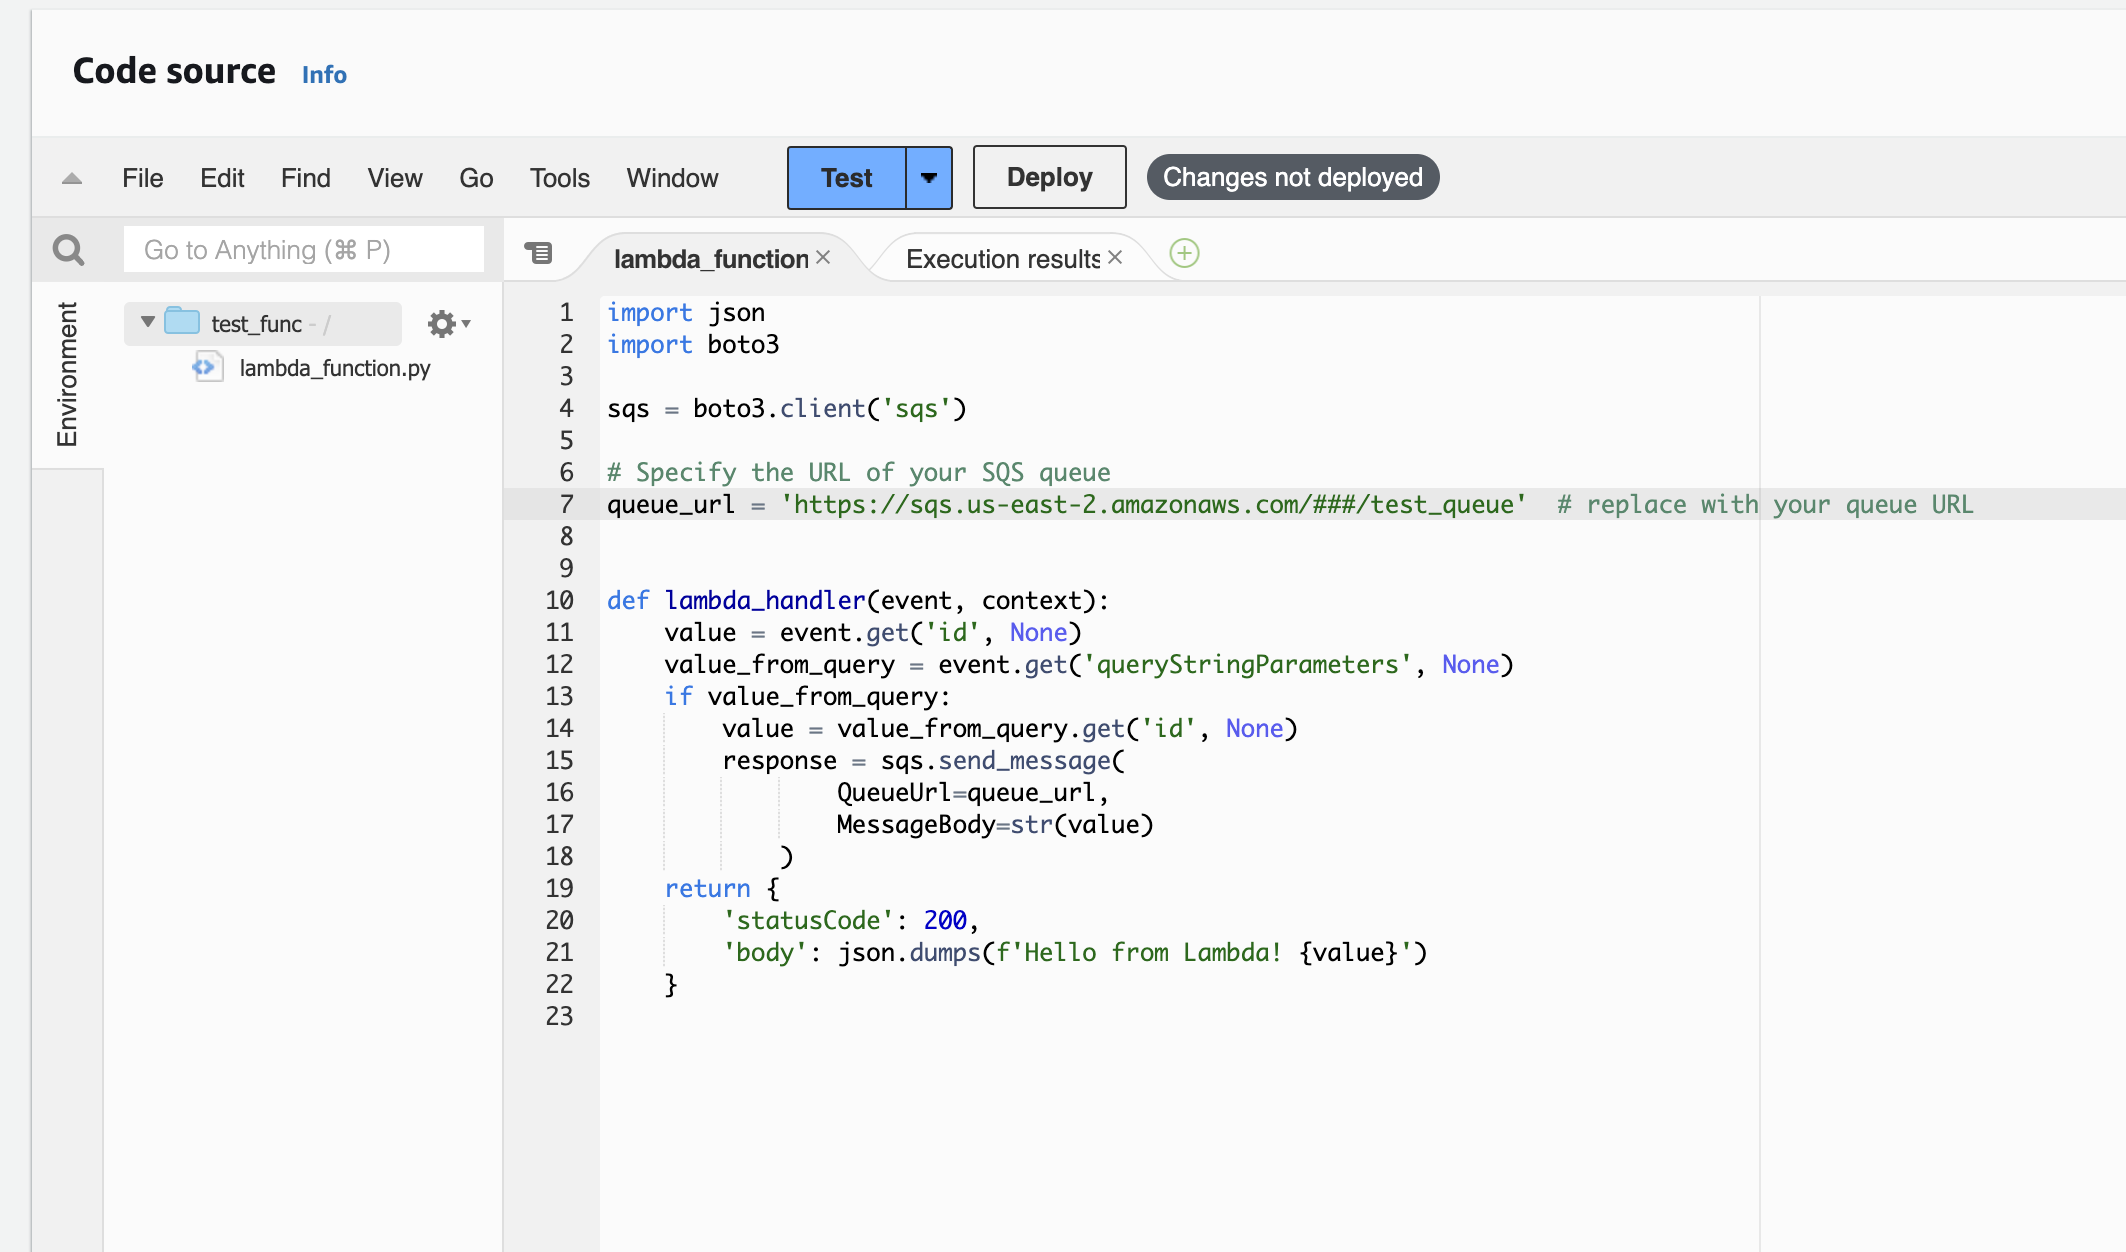 Code source Info
File Edit Find View Go Tools Window Test Deploy Changes not deployed
Go to Anything (⌘ P)
lambda_function × Execution results ×
Environment
test_func - /
lambda_function.py
1 import json
2 import boto3
3
4 sqs = boto3.client('sqs')
5
6 # Specify the URL of your SQS queue
7 queue_url = 'https://sqs.us-east-2.amazonaws.com/###/test_queue'  # replace with your queue URL
8
9
10 def lambda_handler(event, context):
11     value = event.get('id', None)
12     value_from_query = event.get('queryStringParameters', None)
13     if value_from_query:
14         value = value_from_query.get('id', None)
15         response = sqs.send_message(
16                 QueueUrl=queue_url,
17                 MessageBody=str(value)
18             )
19     return {
20         'statusCode': 200,
21         'body': json.dumps(f'Hello from Lambda! {value}')
22     }
23